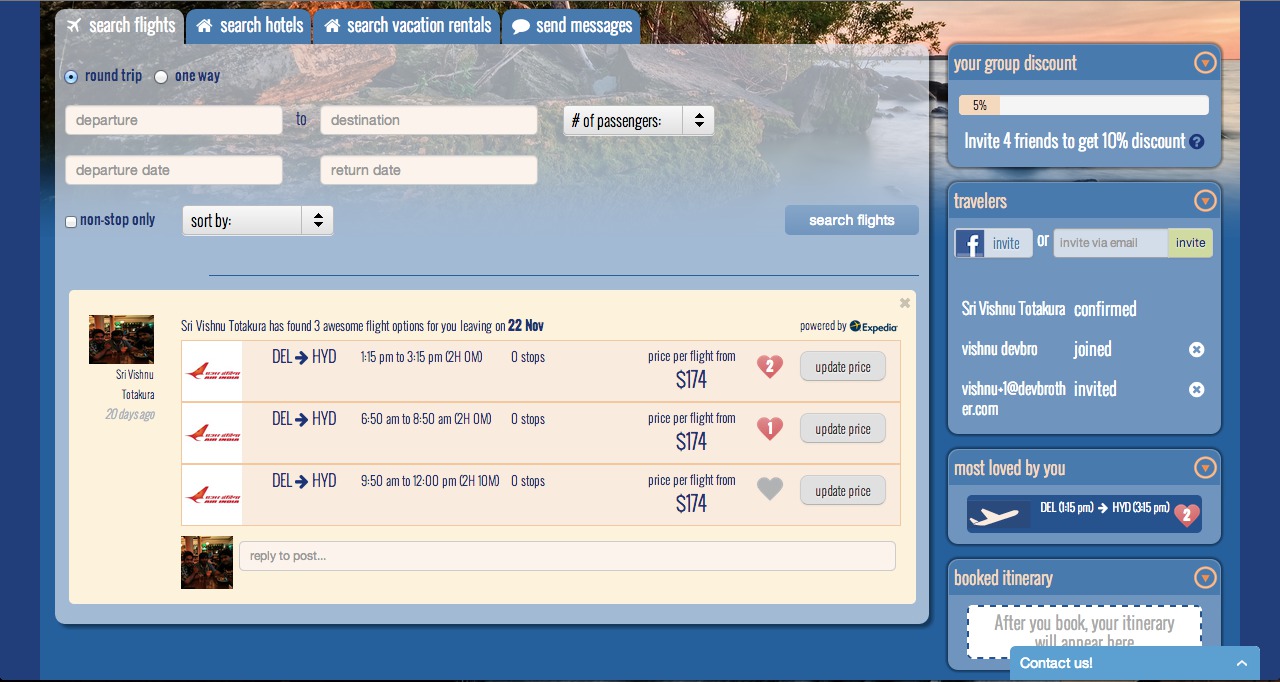 search flights
search hotels
search vacation rentals
send messages
round trip
one way
departure
to
destination
# of passengers:
departure date
return date
non-stop only
sort by:
search flights
Sri Vishnu
Totakura
20 days ago
Sri Vishnu Totakura has found 3 awesome flight options for you leaving on 22 Nov
powered by Expedia
AIR INDIA
DEL HYD
1:15 pm to 3:15 pm (2H 0M)
0 stops
price per flight from
$174
2
update price
AIR INDIA
DEL HYD
6:50 am to 8:50 am (2H 0M)
0 stops
price per flight from
$174
1
update price
AIR INDIA
DEL HYD
9:50 am to 12:00 pm (2H 10M)
0 stops
price per flight from
$174
update price
reply to post...
your group discount
5%
Invite 4 friends to get 10% discount ?
travelers
f invite
or
invite via email
invite
Sri Vishnu Totakura confirmed
vishnu devbro joined
vishnu+1@devbroth invited
er.com
most loved by you
DEL (1:15 pm) HYD (3:15 pm)
2
booked itinerary
After you book, your itinerary
will appear here
Contact us!